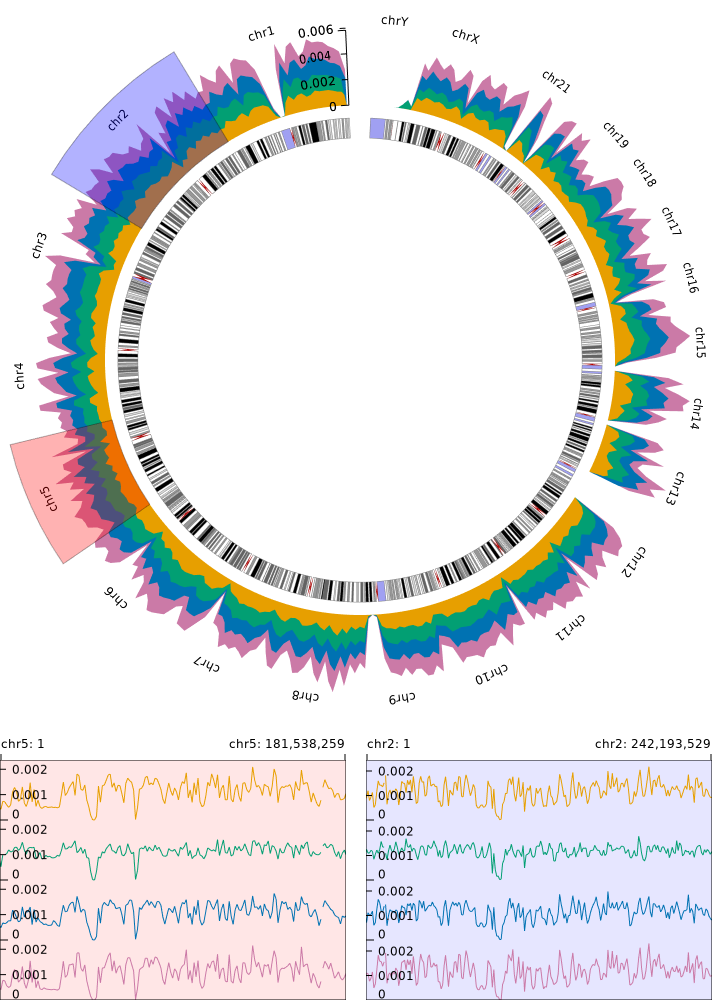 chrY
0.006
0.004
0.002
0
chr1
chrX
chr21
chr2
chr19
chr18
chr17
chr3
chr16
chr15
chr4
chr14
chr5
chr13
chr12
chr6
chr11
chr7
chr10
chr8
chr9
chr5: 1
chr5: 181,538,259
0.002
0.001
0
0.002
0.001
0
0.002
0.001
0
0.002
0.001
0
chr2: 1
chr2: 242,193,529
0.002
0.001
0
0.002
0.001
0
0.002
0.001
0
0.002
0.001
0